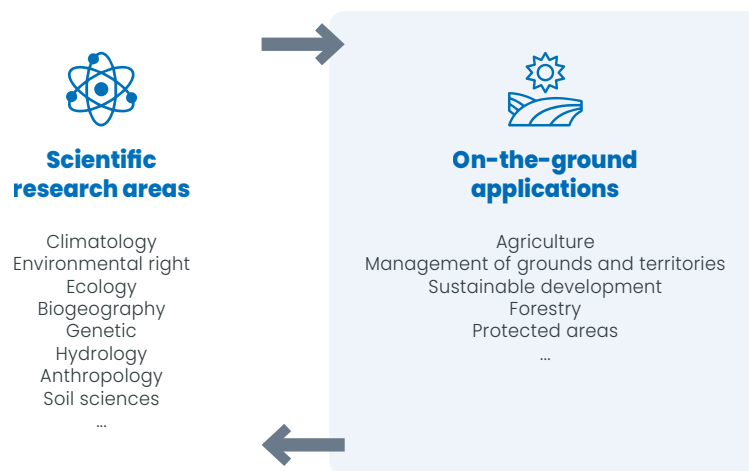 Scientific
research areas
Climatology
Environmental right
Ecology
Biogeography
Genetic
Hydrology
Anthropology
Soil sciences
...
On-the-ground
applications
Agriculture
Management of grounds and territories
Sustainable development
Forestry
Protected areas
...